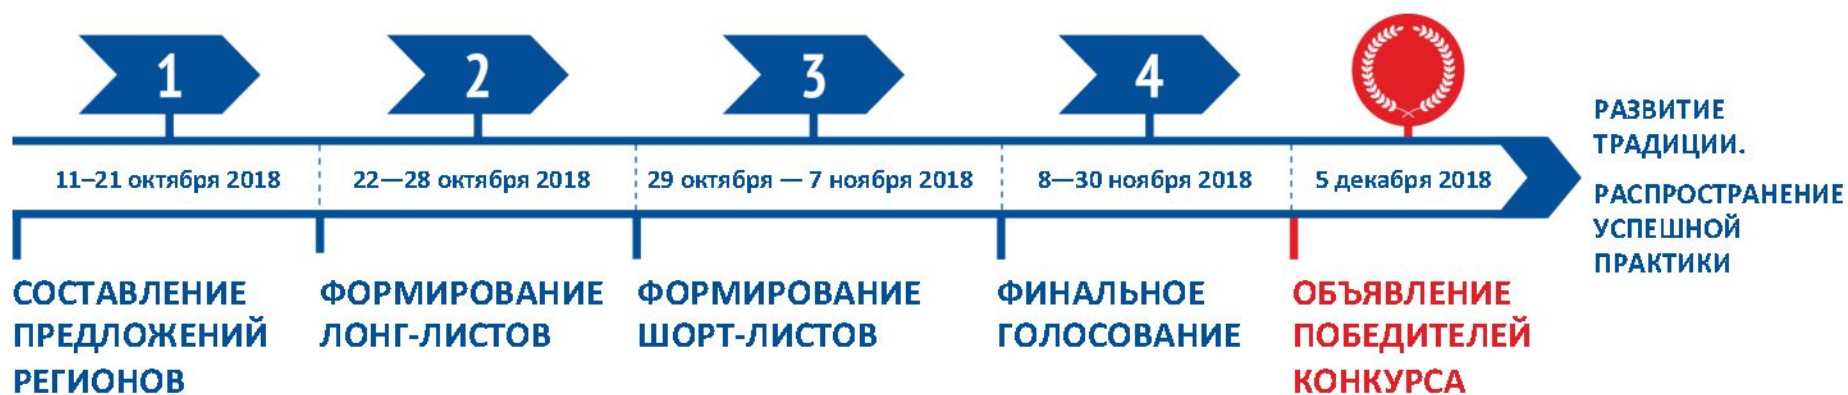 1
2
3
4
11–21 октября 2018
22—28 октября 2018
29 октября — 7 ноября 2018
8—30 ноября 2018
5 декабря 2018
РАЗВИТИЕ
ТРАДИЦИИ.
РАСПРОСТРАНЕНИЕ
УСПЕШНОЙ
ПРАКТИКИ
СОСТАВЛЕНИЕ
ПРЕДЛОЖЕНИЙ
РЕГИОНОВ
ФОРМИРОВАНИЕ
ЛОНГ-ЛИСТОВ
ФОРМИРОВАНИЕ
ШОРТ-ЛИСТОВ
ФИНАЛЬНОЕ
ГОЛОСОВАНИЕ
ОБЪЯВЛЕНИЕ
ПОБЕДИТЕЛЕЙ
КОНКУРСА